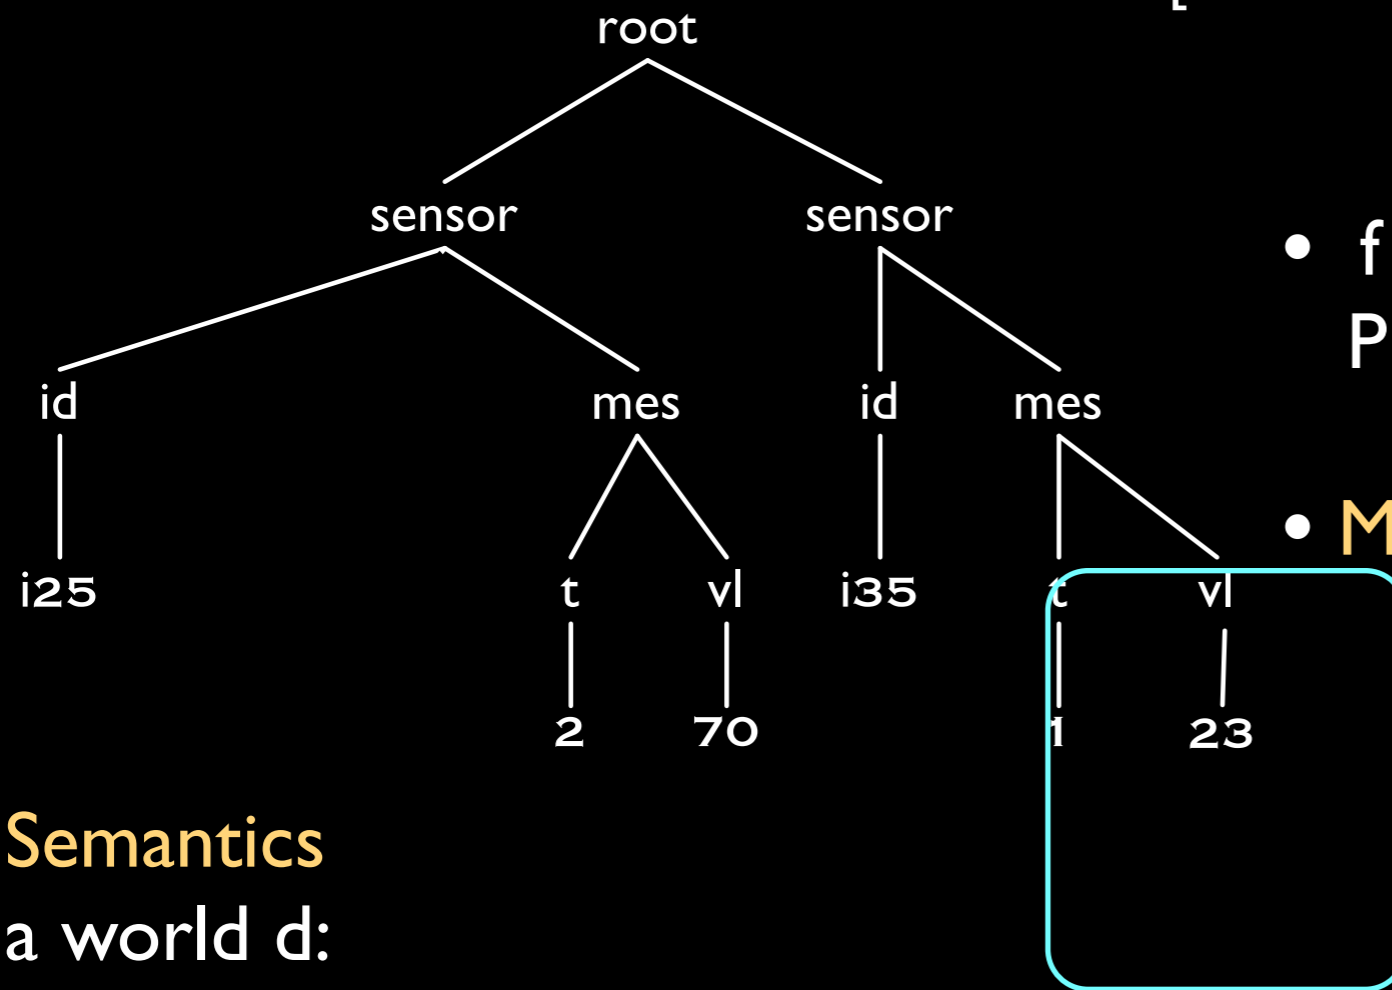 root
sensor sensor
• f
P
id mes id mes
• M
i25 t vl i35 t vl
2 70 1 23
Semantics
a world d: